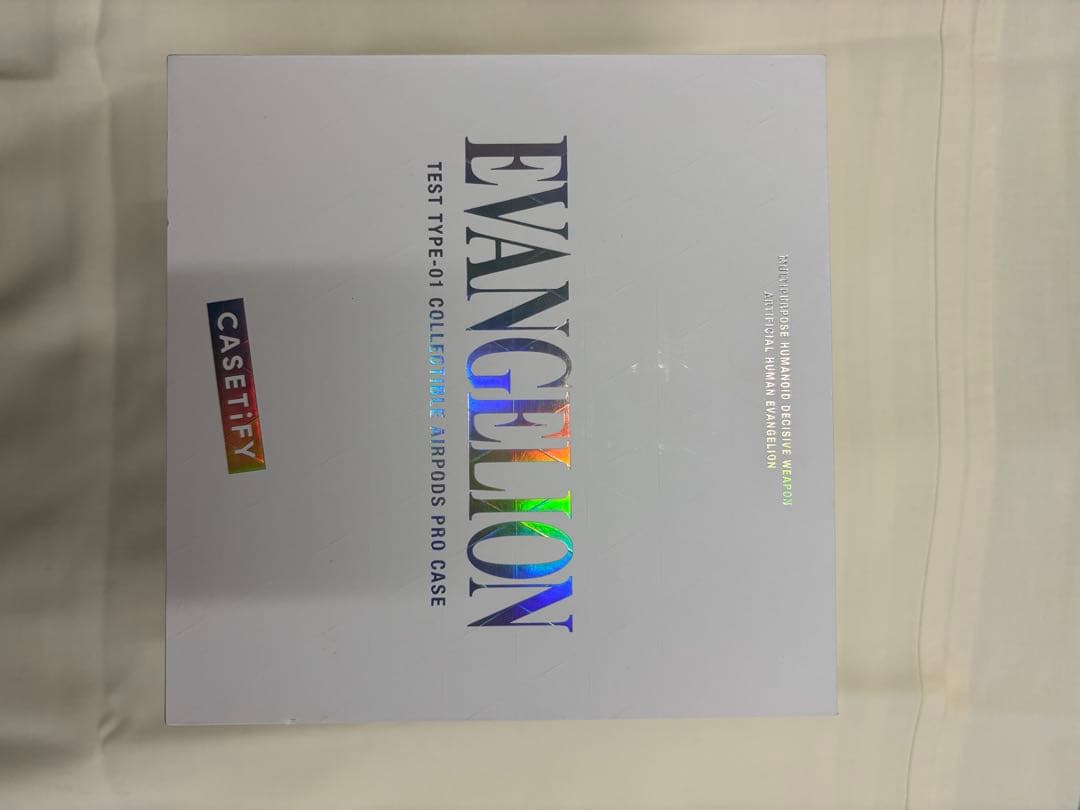 MULTIPURPOSE HUMANOID DECISIVE WEAPON
ARTIFICIAL HUMAN EVANGELION
EVANGELION
TEST TYPE-01 COLLECTIBLE AIRPODS PRO CASE
CASETiFY